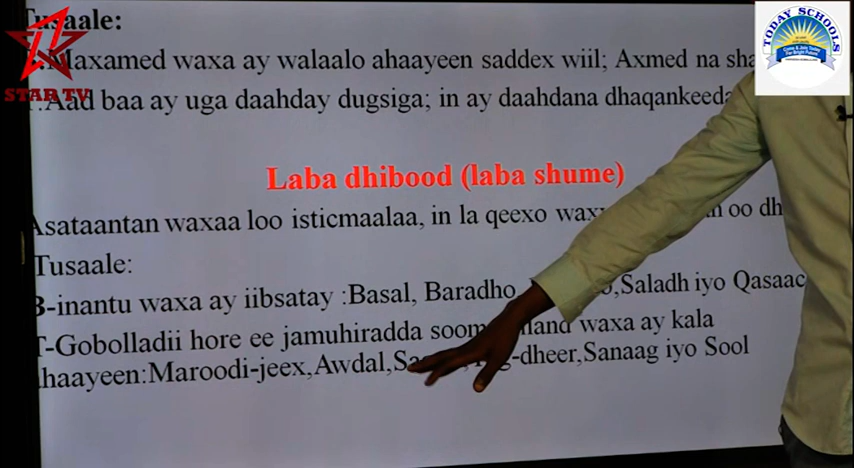 Tusaale:
Maxamed waxa ay walaalo ahaayeen saddex wiil; Axmed na
Aad baa ay uga daahday dugsiga; in ay daahdana dhaqankeeda
Laba dhibood (laba shume)
Asataantan waxaa loo isticmaalaa, in la qeexo oo
Tusaale:
B-inantu waxa ay iibsatay :Basal, Baradho ,Saladh iyo Qasaac
T-Gobolladii hore ee jamuhiradda waxa ay kala
ahaayeen:Maroodi-jeex,Awdal, -dheer,Sanaag iyo Sool
STAR TV
TODAY SCHOOLS